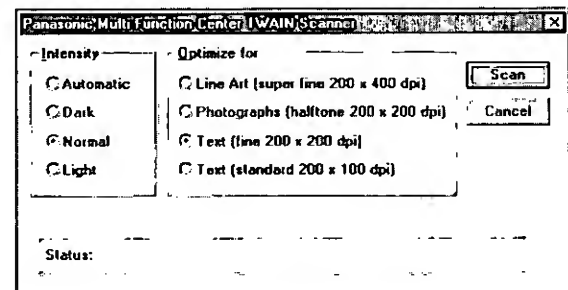 Panasonic Multi Function Center TWAIN Scanner
Intensity
Automatic
Dark
Normal
Light
Optimize for
Line Art (super fine 200 x 400 dpi)
Photographs (halftone 200 x 200 dpi)
Text (fine 200 x 200 dpi)
Text (standard 200 x 100 dpi)
Scan
Cancel
Status: